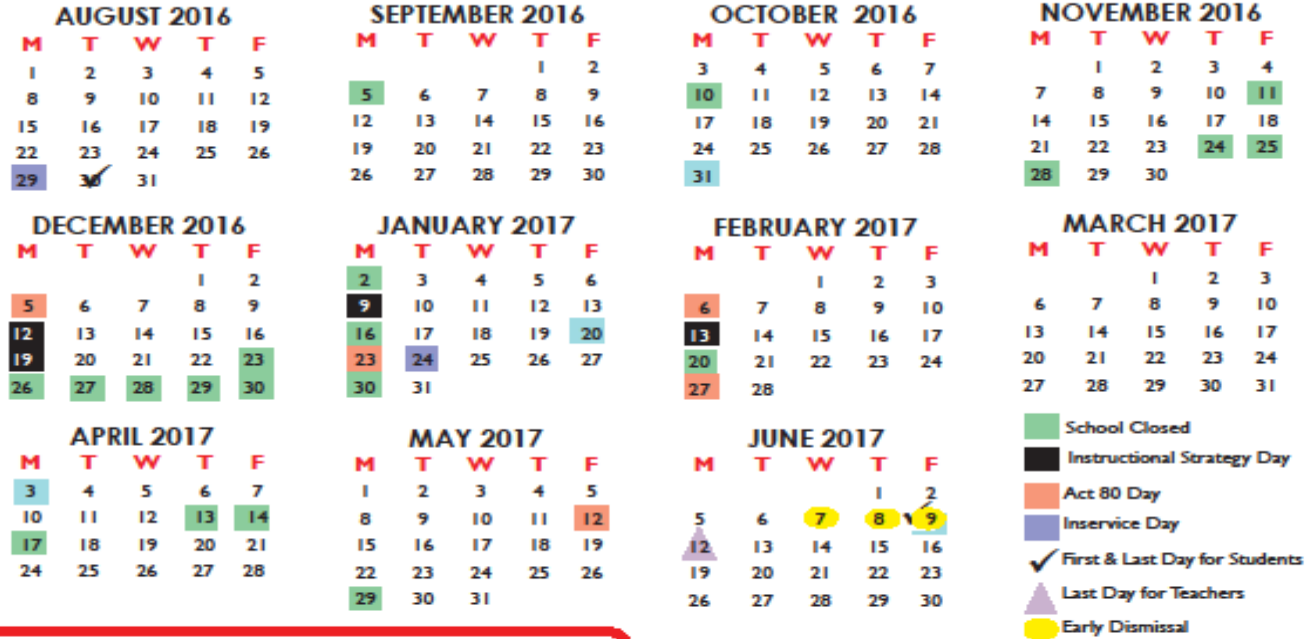 AUGUST 2016
M T W T F
1 2 3 4 5
8 9 10 11 12
15 16 17 18 19
22 23 24 25 26
29 30 31
SEPTEMBER 2016
M T W T F
1 2
5 6 7 8 9
12 13 14 15 16
19 20 21 22 23
26 27 28 29 30
OCTOBER 2016
M T W T F
3 4 5 6 7
10 11 12 13 14
17 18 19 20 21
24 25 26 27 28
31
NOVEMBER 2016
M T W T F
1 2 3 4
7 8 9 10 11
14 15 16 17 18
21 22 23 24 25
28 29 30
DECEMBER 2016
M T W T F
1 2
5 6 7 8 9
12 13 14 15 16
19 20 21 22 23
26 27 28 29 30
JANUARY 2017
M T W T F
2 3 4 5 6
9 10 11 12 13
16 17 18 19 20
23 24 25 26 27
30 31
FEBRUARY 2017
M T W T F
1 2 3
6 7 8 9 10
13 14 15 16 17
20 21 22 23 24
27 28
MARCH 2017
M T W T F
1 2 3
6 7 8 9 10
13 14 15 16 17
20 21 22 23 24
27 28 29 30 31
APRIL 2017
M T W T F
3 4 5 6 7
10 11 12 13 14
17 18 19 20 21
24 25 26 27 28
MAY 2017
M T W T F
1 2 3 4 5
8 9 10 11 12
15 16 17 18 19
22 23 24 25 26
29 30 31
JUNE 2017
M T W T F
1 2
5 6 7 8 9
12 13 14 15 16
19 20 21 22 23
26 27 28 29 30
School Closed
Instructional Strategy Day
Act 80 Day
Inservice Day
First & Last Day for Students
Last Day for Teachers
Early Dismissal